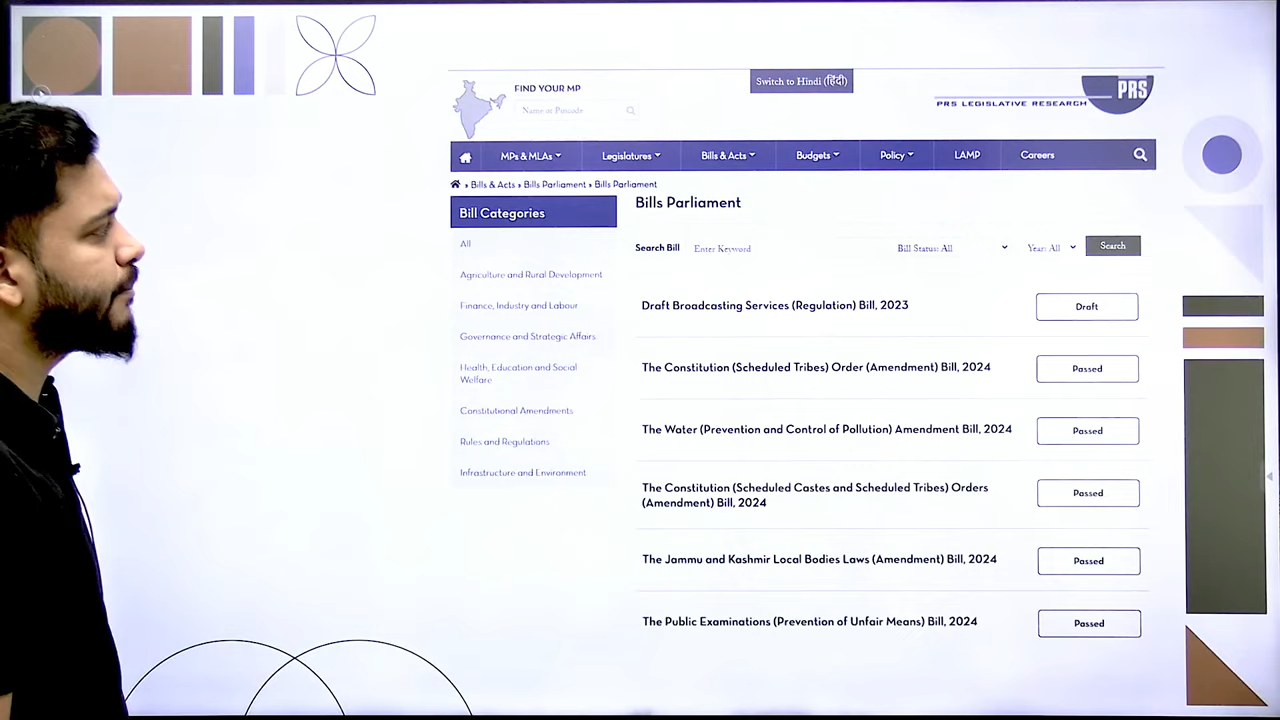 Switch to Hindi (हिंदी)
FIND YOUR MP
Name or Pincode
PRS LEGISLATIVE RESEARCH
PRS
MPs & MLAs
Legislatures
Bills & Acts
Budgets
Policy
LAMP
Careers
» Bills & Acts » Bills Parliament » Bills Parliament
Bill Categories
All
Agriculture and Rural Development
Finance, Industry and Labour
Governance and Strategic Affairs
Health, Education and Social
Welfare
Constitutional Amendments
Rules and Regulations
Infrastructure and Environment
Bills Parliament
Search Bill
Enter Keyword
Bill Status: All
Year: All
Search
Draft Broadcasting Services (Regulation) Bill, 2023
Draft
The Constitution (Scheduled Tribes) Order (Amendment) Bill, 2024
Passed
The Water (Prevention and Control of Pollution) Amendment Bill, 2024
Passed
The Constitution (Scheduled Castes and Scheduled Tribes) Orders
(Amendment) Bill, 2024
Passed
The Jammu and Kashmir Local Bodies Laws (Amendment) Bill, 2024
Passed
The Public Examinations (Prevention of Unfair Means) Bill, 2024
Passed